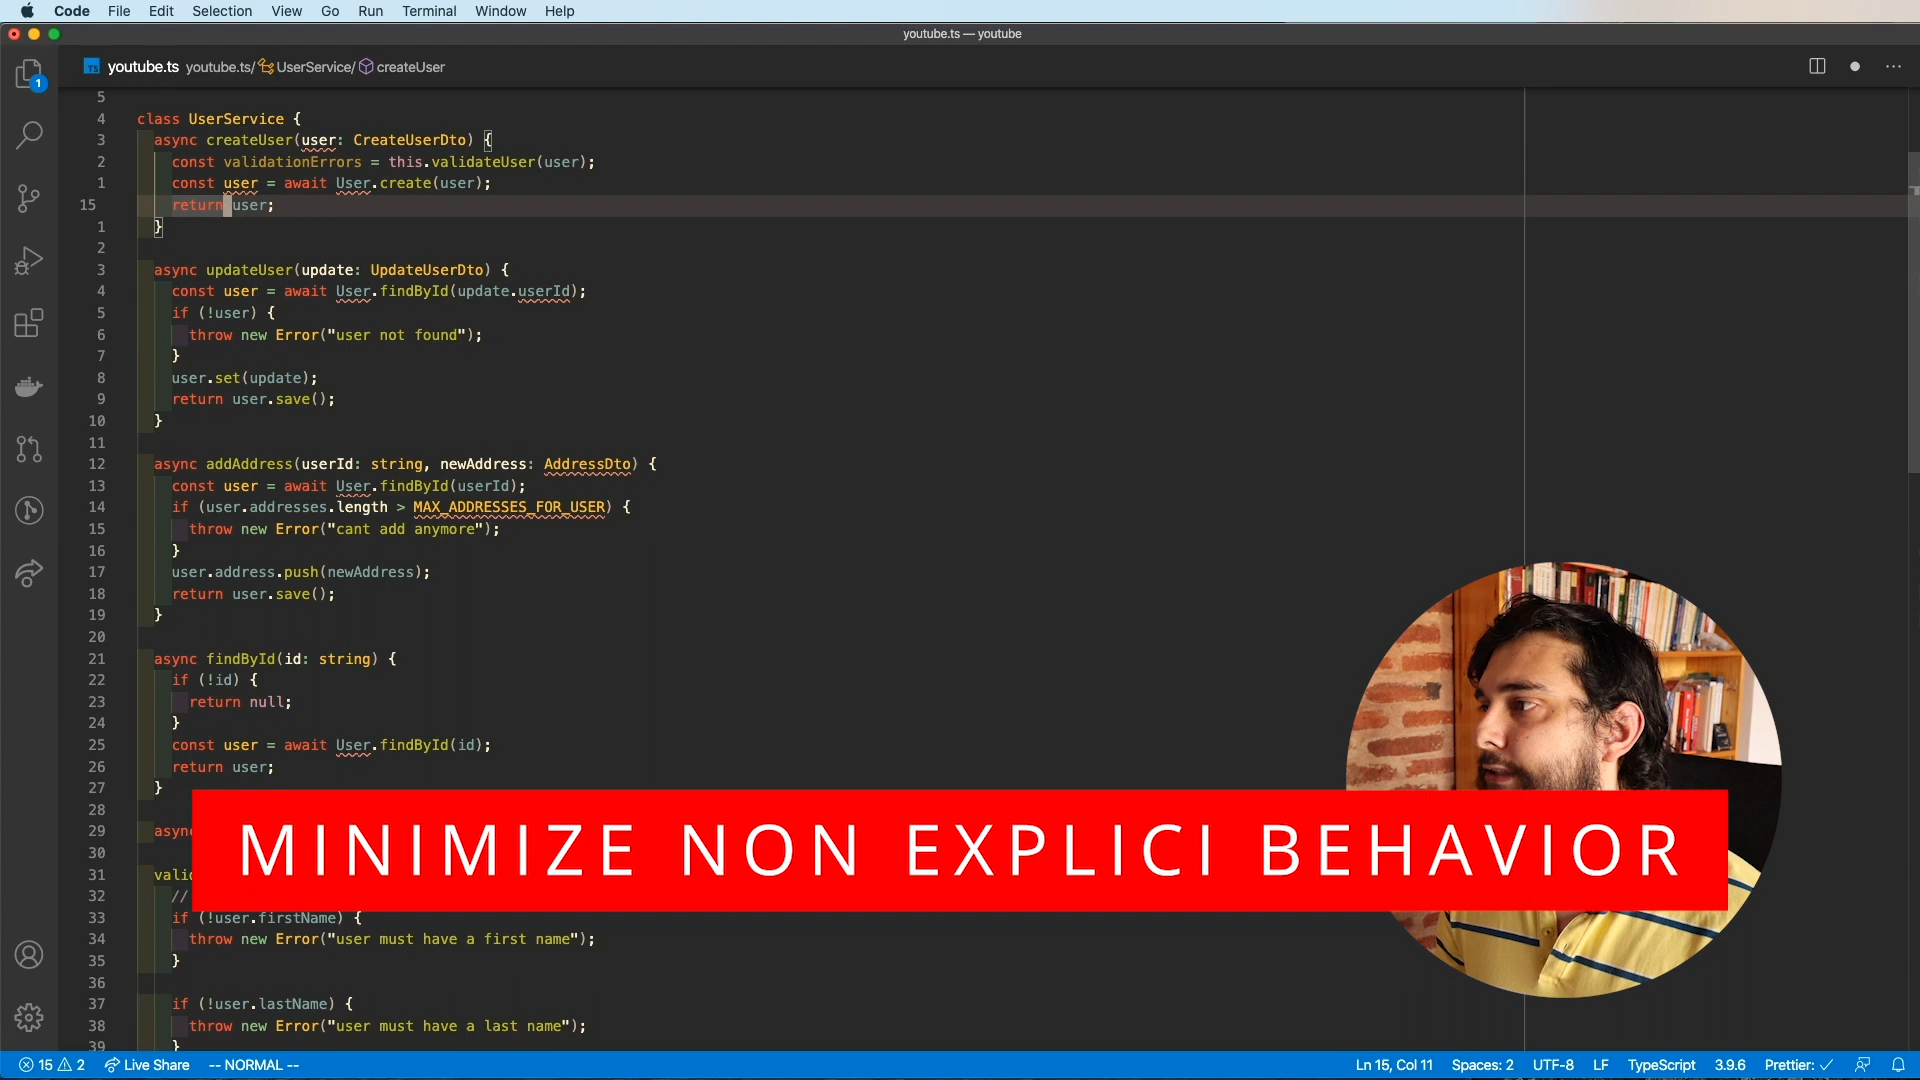 Code File Edit Selection View Go Run Terminal Window Help
youtube.ts — youtube
TS youtube.ts youtube.ts/ UserService/ createUser
1
5
4 class UserService {
3 async createUser(user: CreateUserDto) {
2 const validationErrors = this.validateUser(user);
1 const user = await User.create(user);
15 return user;
1 }
2
3 async updateUser(update: UpdateUserDto) {
4 const user = await User.findById(update.userId);
5 if (!user) {
6 throw new Error("user not found");
7 }
8 user.set(update);
9 return user.save();
10 }
11
12 async addAddress(userId: string, newAddress: AddressDto) {
13 const user = await User.findById(userId);
14 if (user.addresses.length > MAX_ADDRESSES_FOR_USER) {
15 throw new Error("cant add anymore");
16 }
17 user.address.push(newAddress);
18 return user.save();
19 }
20
21 async findById(id: string) {
22 if (!id) {
23 return null;
24 }
25 const user = await User.findById(id);
26 return user;
27 }
28
29 asyn
30
MINIMIZE NON EXPLICI BEHAVIOR
31 vali
32 //
33 if (!user.firstName) {
34 throw new Error("user must have a first name");
35 }
36
37 if (!user.lastName) {
38 throw new Error("user must have a last name");
39 }
15 2 Live Share -- NORMAL -- Ln 15, Col 11 Spaces: 2 UTF-8 LF TypeScript 3.9.6 Prettier: ✓